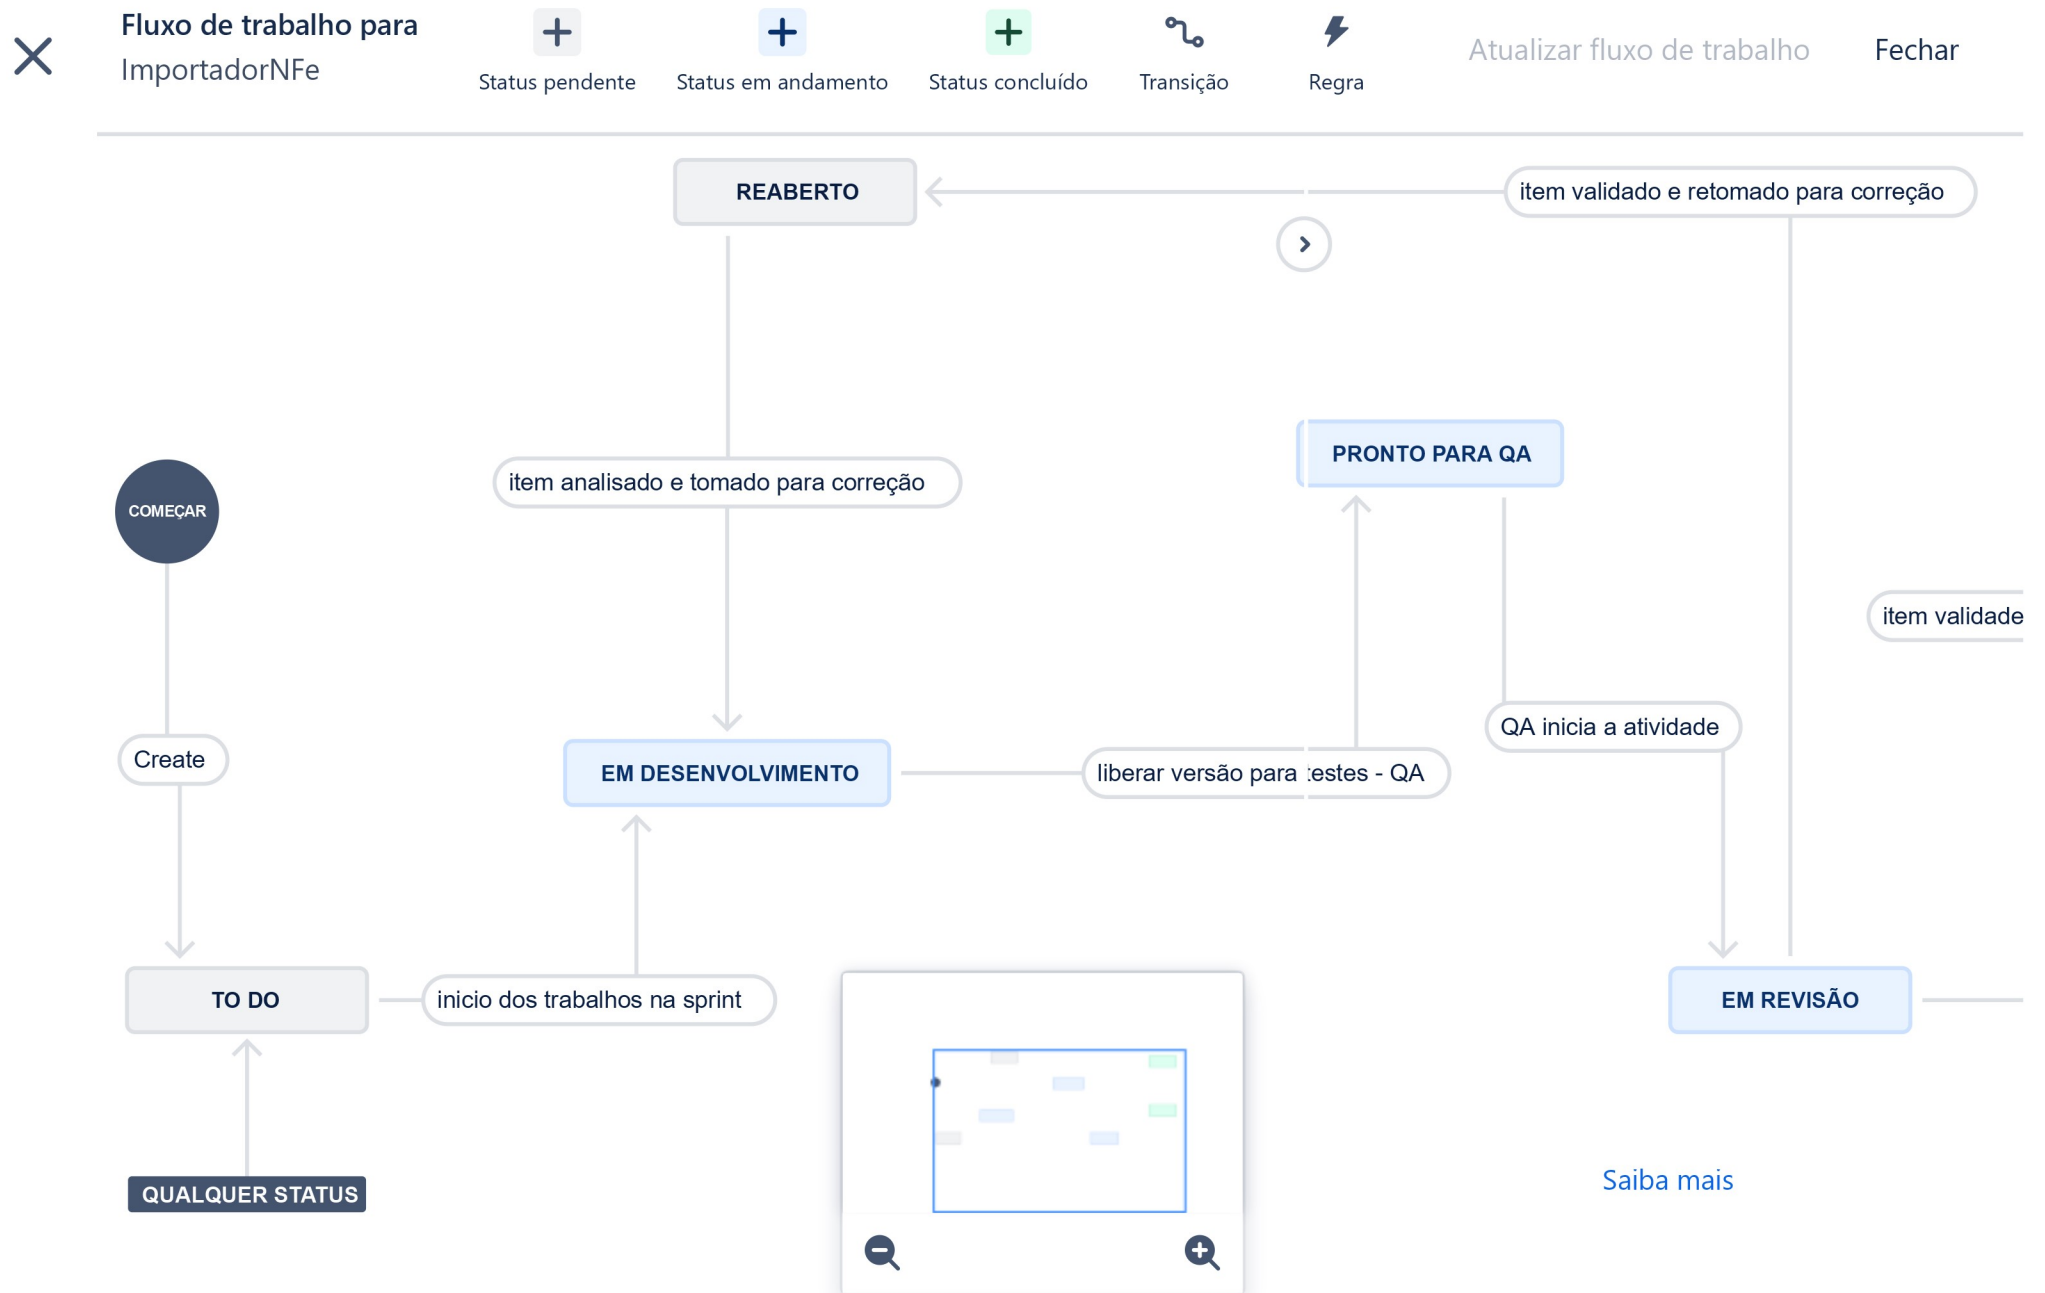 Fluxo de trabalho para
ImportadorNFe
Status pendente
Status em andamento
Status concluído
Transição
Regra
Atualizar fluxo de trabalho
Fechar
REABERTO
item validado e retomado para correção
PRONTO PARA QA
item analisado e tomado para correção
COMEÇAR
item validade
QA inicia a atividade
Create
EM DESENVOLVIMENTO
liberar versão para testes - QA
TO DO
inicio dos trabalhos na sprint
EM REVISÃO
QUALQUER STATUS
Saiba mais